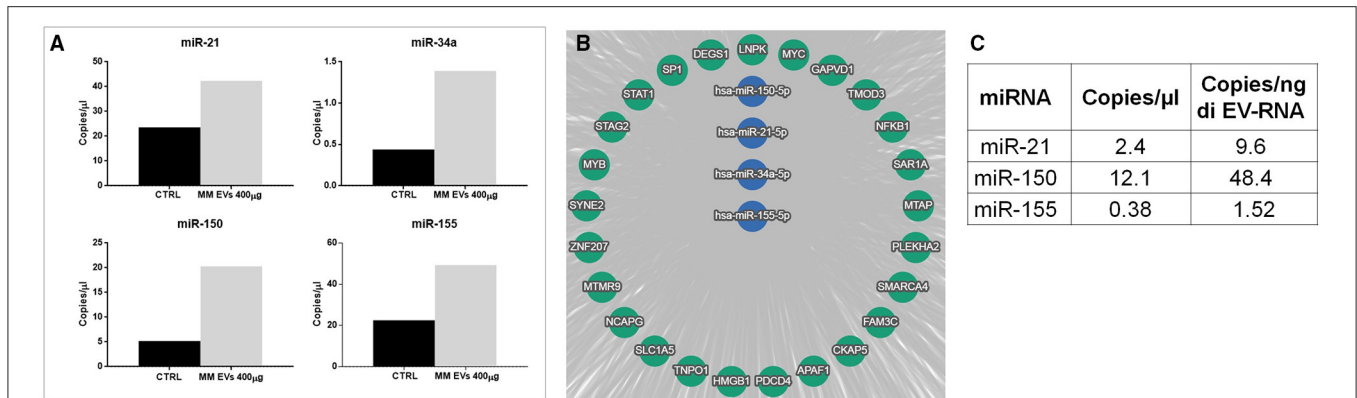 A
miR-21
Copies/µl
50
40
30
20
10
0
CTRL
MM EVs 400µg
miR-34a
Copies/µl
1.5
1.0
0.5
0.0
CTRL
MM EVs 400µg
miR-150
Copies/µl
25
20
15
10
5
0
CTRL
MM EVs 400µg
miR-155
Copies/µl
60
40
20
0
CTRL
MM EVs 400µg
B
LNPK
MYC
GAPVD1
TMOD3
NFKB1
SAR1A
MTAP
PLEKHA2
SMARCA4
FAM3C
CKAP5
APAF1
PDCD4
HMGB1
TNPO1
SLC1A5
NCAPG
MTMR9
ZNF207
SYNE2
MYB
STAG2
STAT1
SP1
DEGS1
hsa-miR-150-5p
hsa-miR-21-5p
hsa-miR-34a-5p
hsa-miR-155-5p
C
miRNA Copies/µl Copies/ng
di EV-RNA
miR-21 2.4 9.6
miR-150 12.1 48.4
miR-155 0.38 1.52